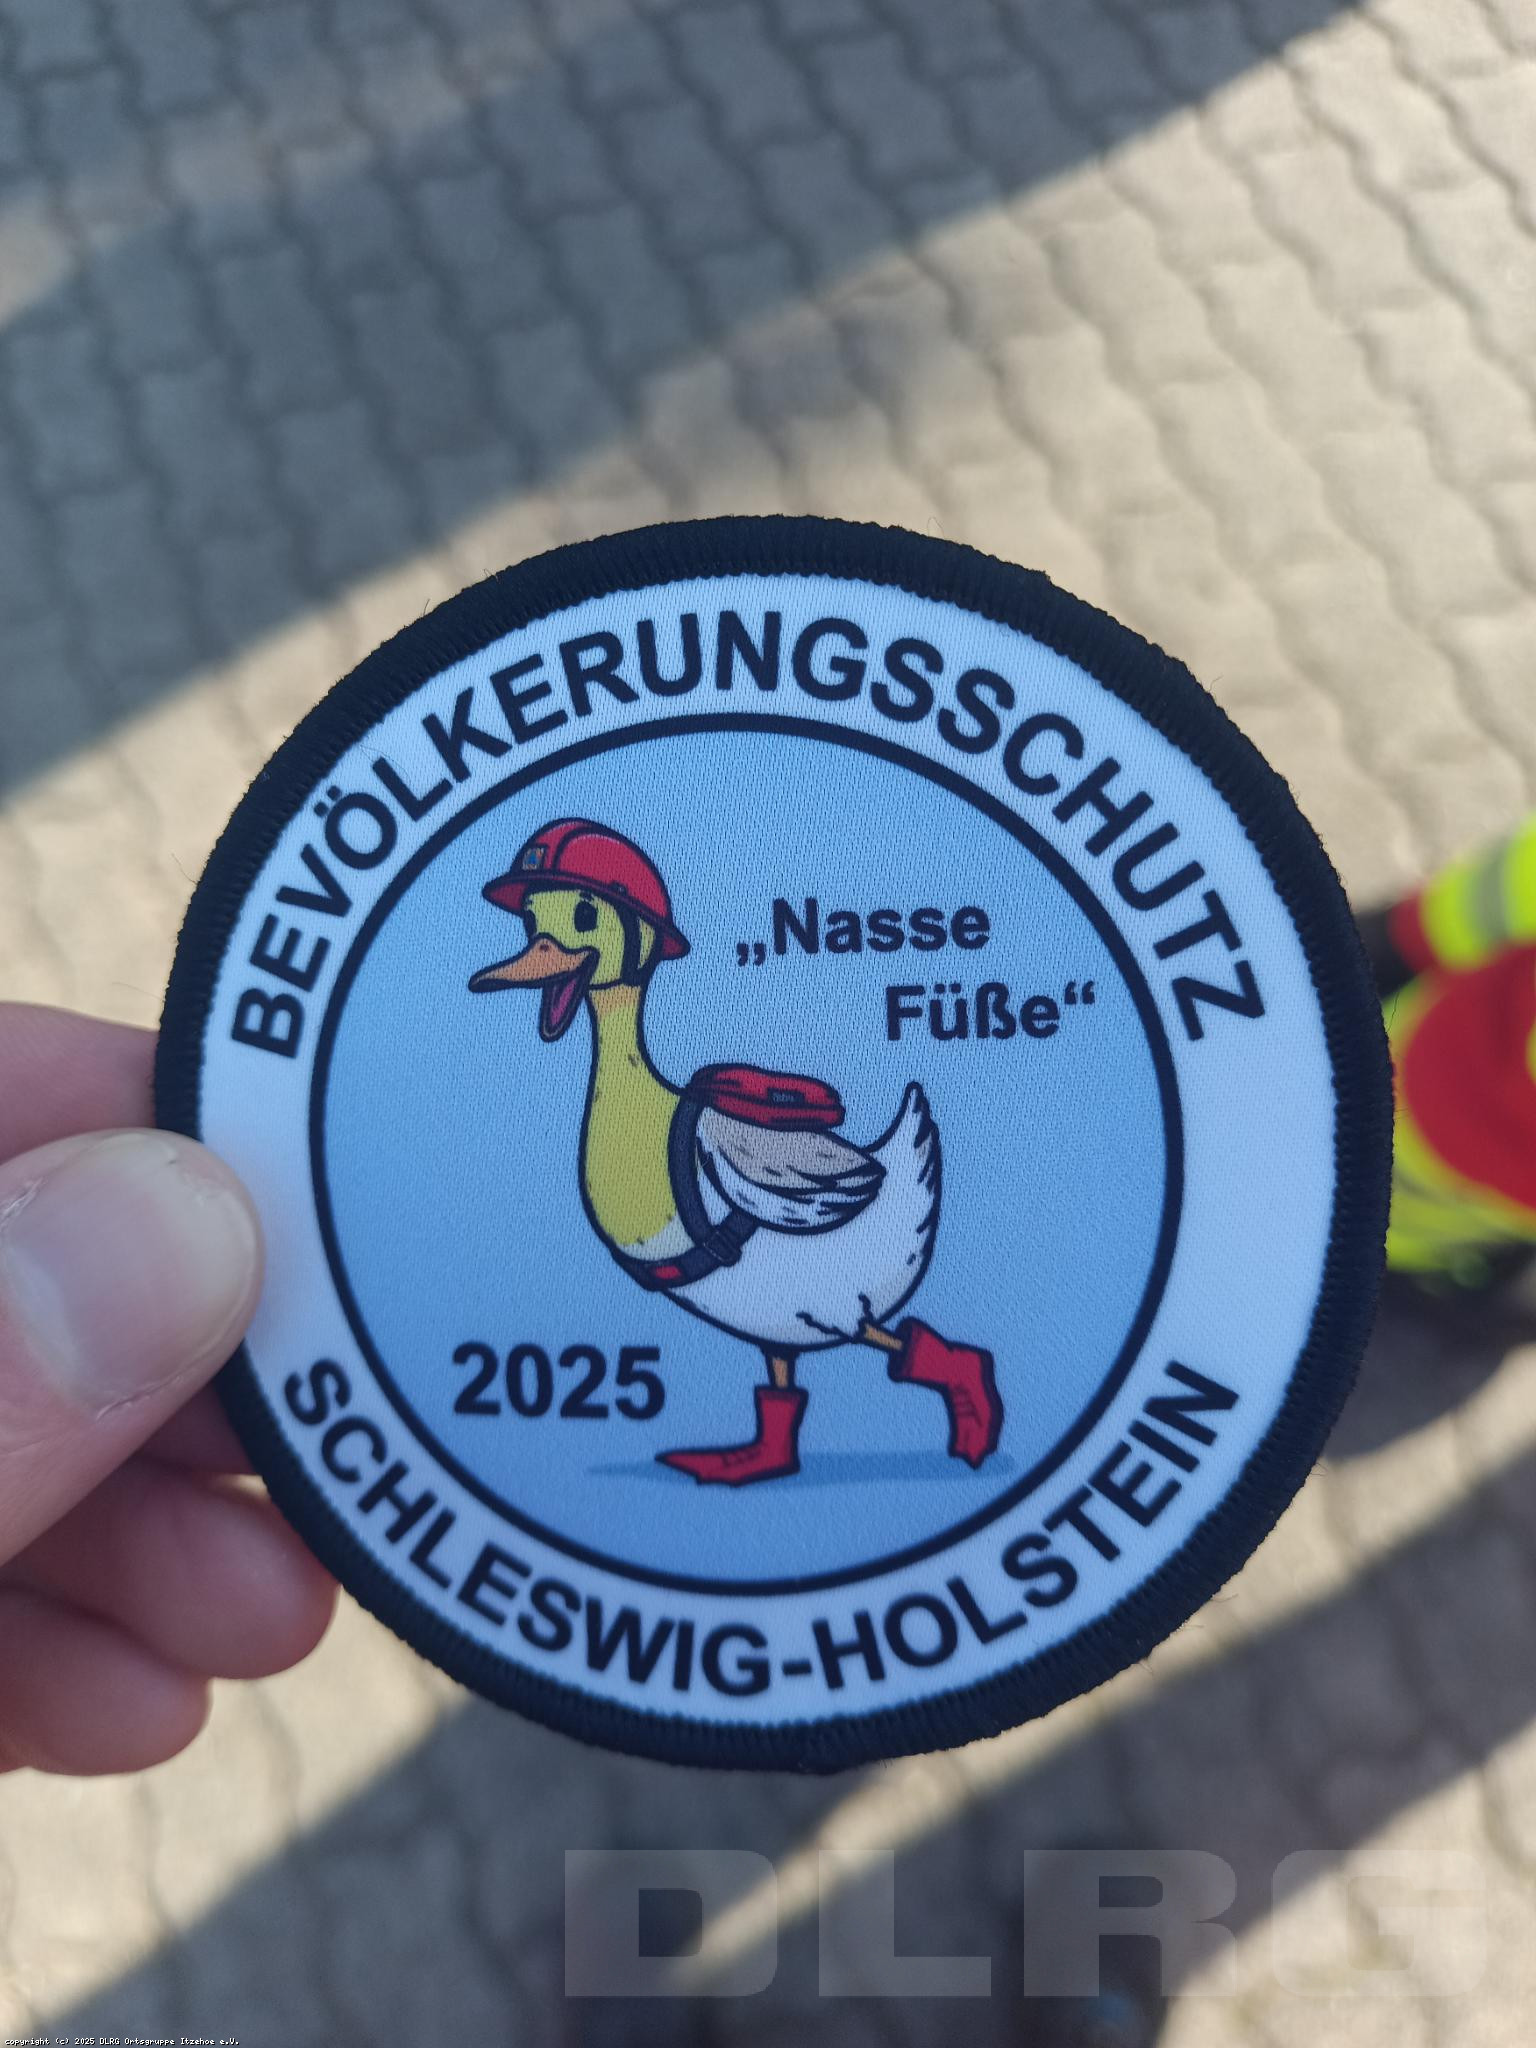 BEVÖLKERUNGSSCHUTZ
„Nasse
Füße“
2025
SCHLESWIG-HOLSTEIN
DLRG
copyright (c) 2025 DLRG Ortsgruppe Itzehoe e.V.